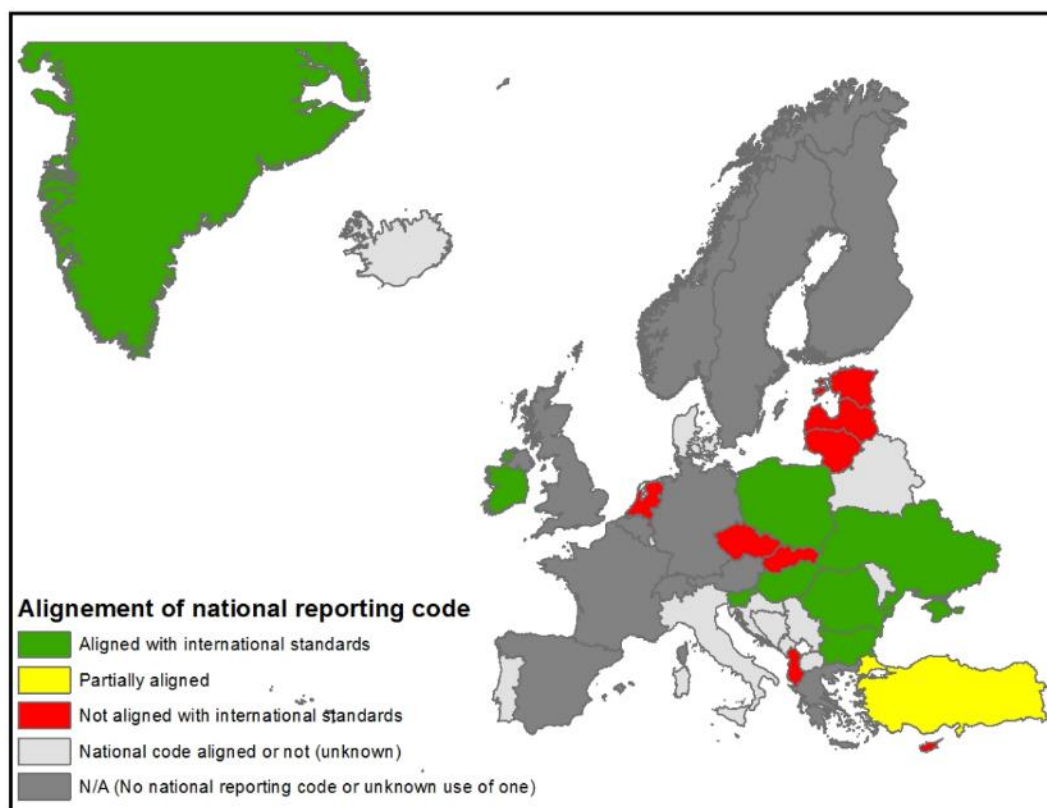 Alignement of national reporting code
Aligned with international standards
Partially aligned
Not aligned with international standards
National code aligned or not (unknown)
N/A (No national reporting code or unknown use of one)